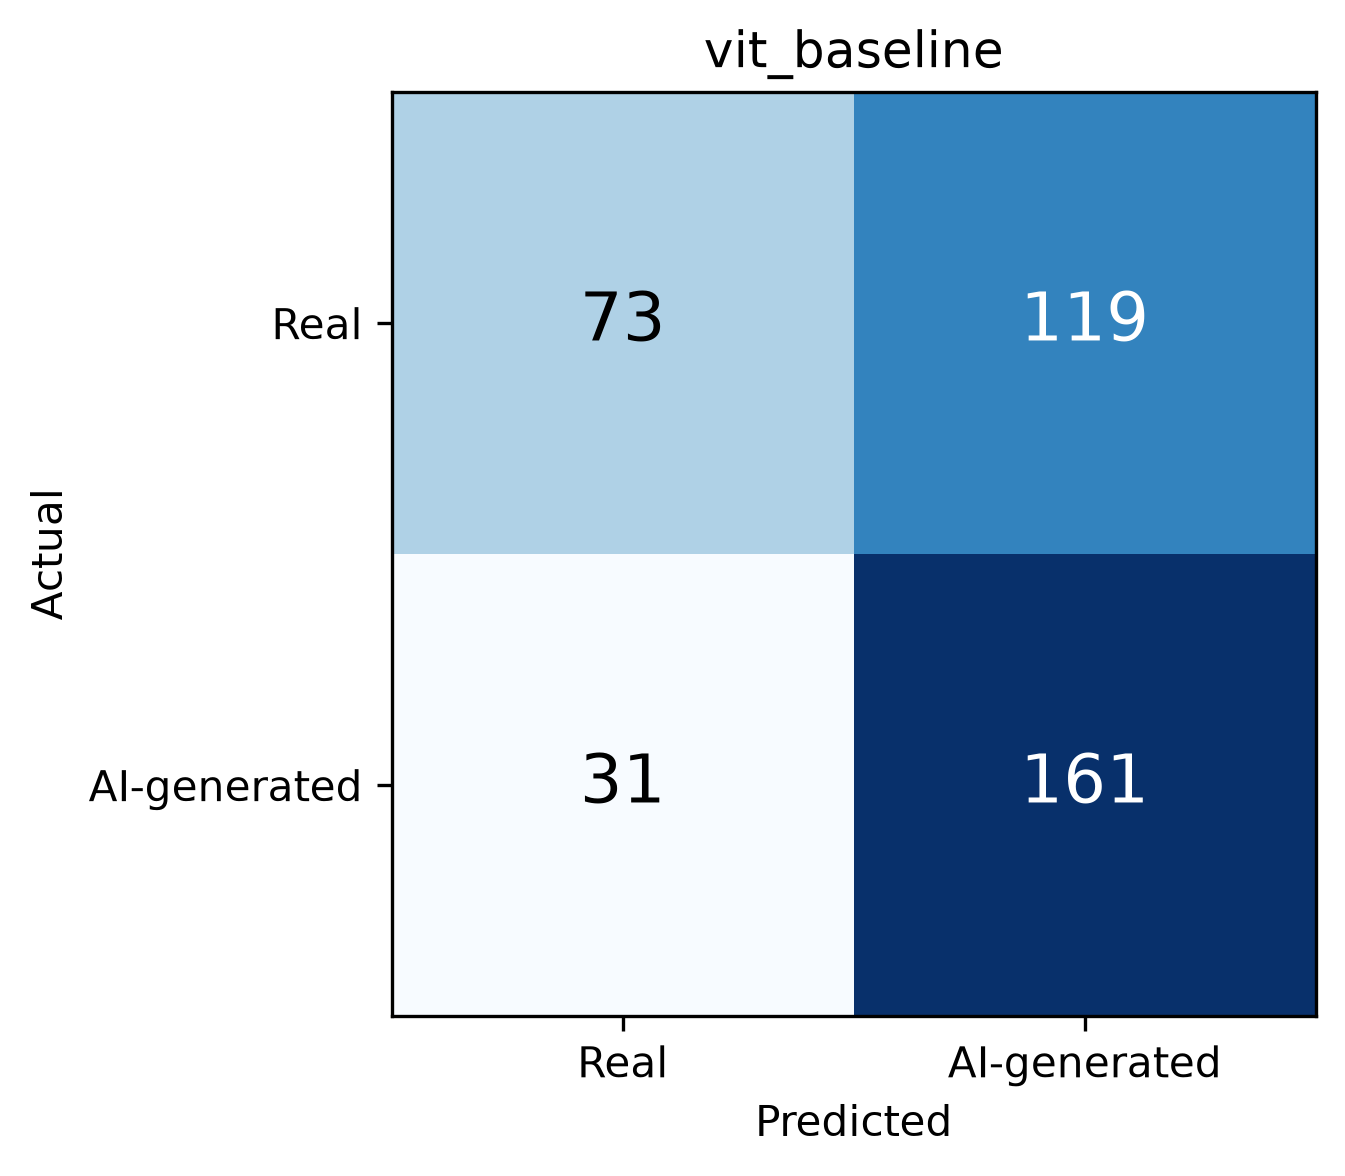 vit_baseline
Real
73
119
Actual
AI-generated
31
161
Real
AI-generated
Predicted